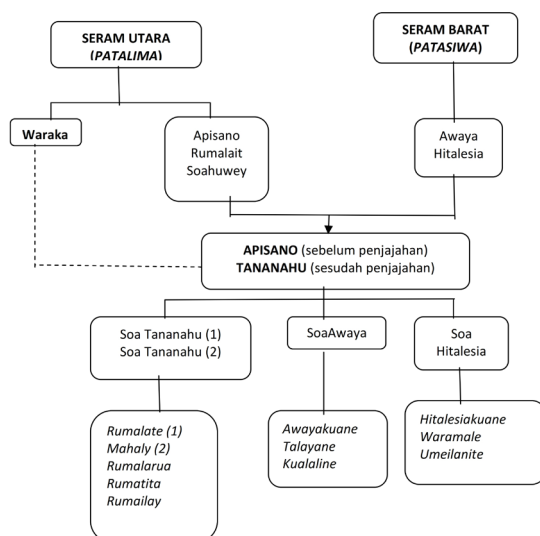 SERAM UTARA
(PATALIMA)
SERAM BARAT
(PATASIWA)
Waraka
Apisano
Rumalait
Soahuwey
Awaya
Hitalesia
APISANO (sebelum penjajahan)
TANANAHU (sesudah penjajahan)
Soa Tananahu (1)
Soa Tananahu (2)
SoaAwaya
Soa
Hitalesia
Rumalate (1)
Mahaly (2)
Rumalarua
Rumatita
Rumailay
Awayakuane
Talayane
Kualaline
Hitalesiakuane
Waramale
Umeilanite